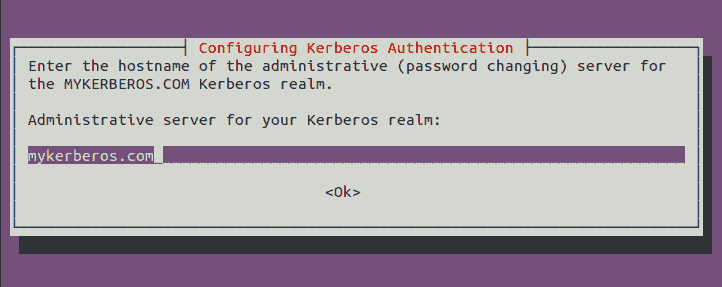 Configuring Kerberos Authentication
Enter the hostname of the administrative (password changing) server for
the MYKERBEROS.COM Kerberos realm.
Administrative server for your Kerberos realm:
mykerberos.com
<Ok>